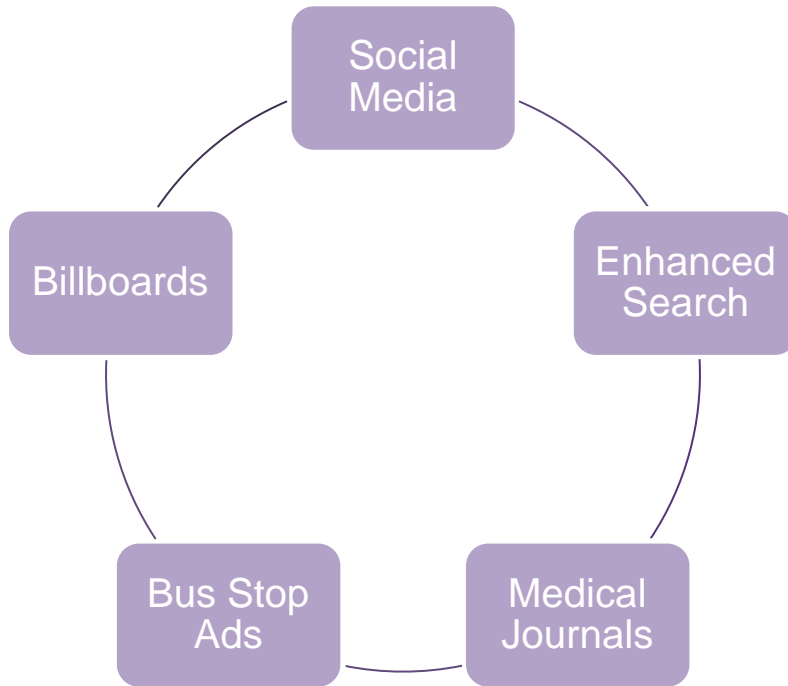 Social
Media
Enhanced
Search
Medical
Journals
Bus Stop
Ads
Billboards